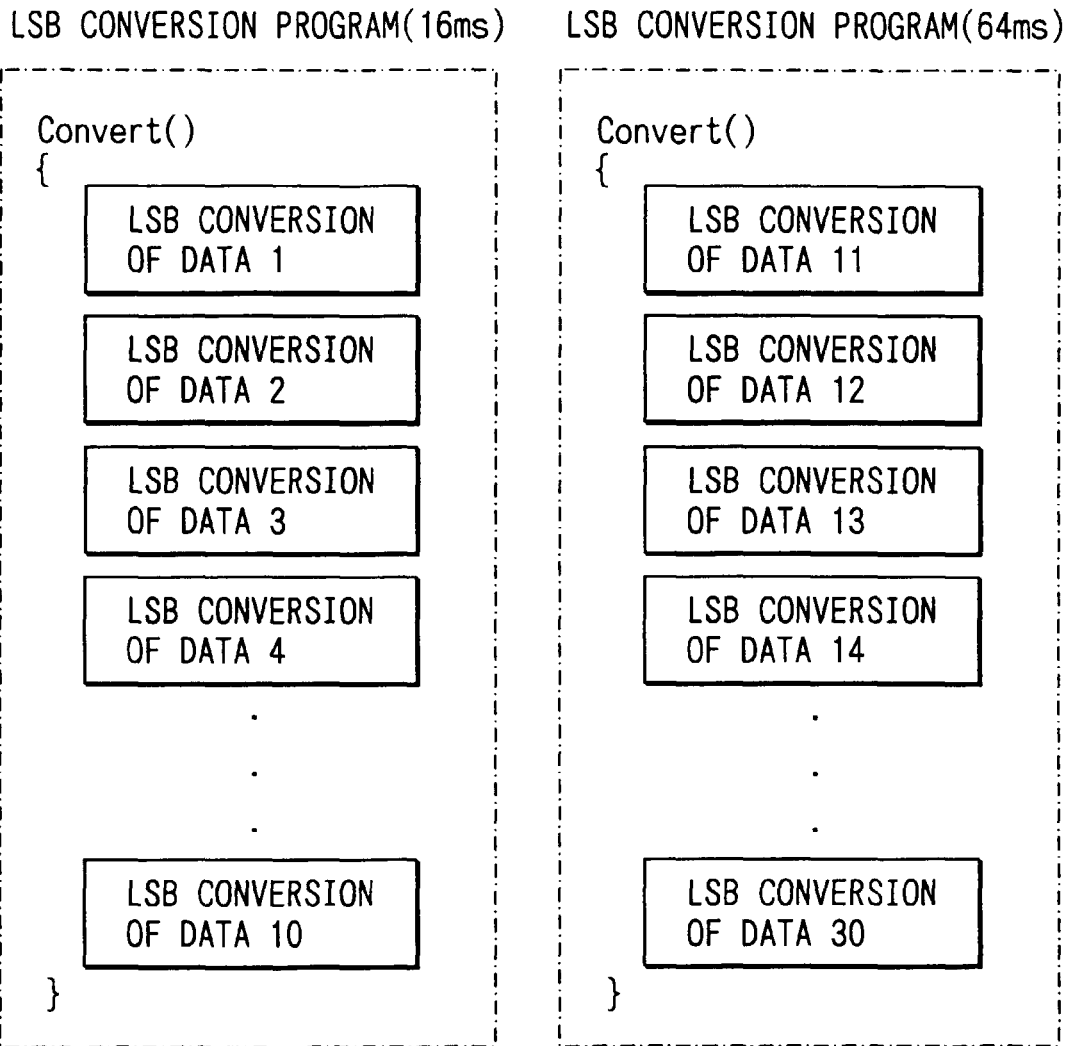 LSB CONVERSION PROGRAM(16ms)
Convert()
{
LSB CONVERSION
OF DATA 1
LSB CONVERSION
OF DATA 2
LSB CONVERSION
OF DATA 3
LSB CONVERSION
OF DATA 4
.
.
.
LSB CONVERSION
OF DATA 10
}
LSB CONVERSION PROGRAM(64ms)
Convert()
{
LSB CONVERSION
OF DATA 11
LSB CONVERSION
OF DATA 12
LSB CONVERSION
OF DATA 13
LSB CONVERSION
OF DATA 14
.
.
.
LSB CONVERSION
OF DATA 30
}